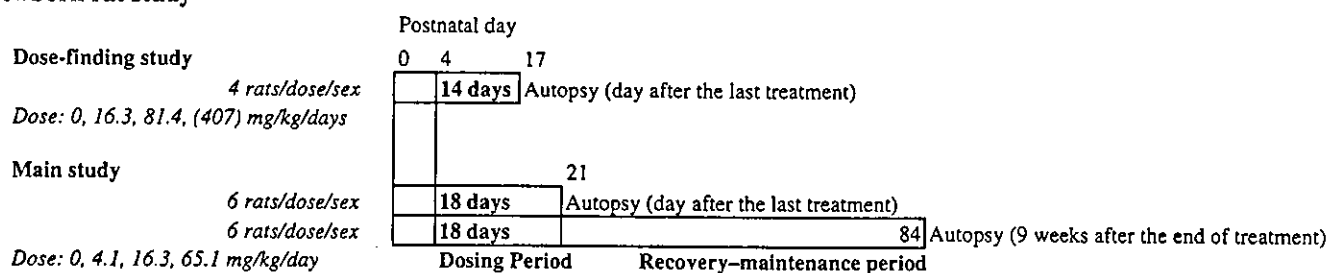 Postnatal day
Dose-finding study 0 4 17
4 rats/dose/sex 14 days Autopsy (day after the last treatment)
Dose: 0, 16.3, 81.4, (407) mg/kg/days
Main study 21
6 rats/dose/sex 18 days Autopsy (day after the last treatment)
6 rats/dose/sex 18 days 84 Autopsy (9 weeks after the end of treatment)
Dose: 0, 4.1, 16.3, 65.1 mg/kg/day Dosing Period Recovery–maintenance period